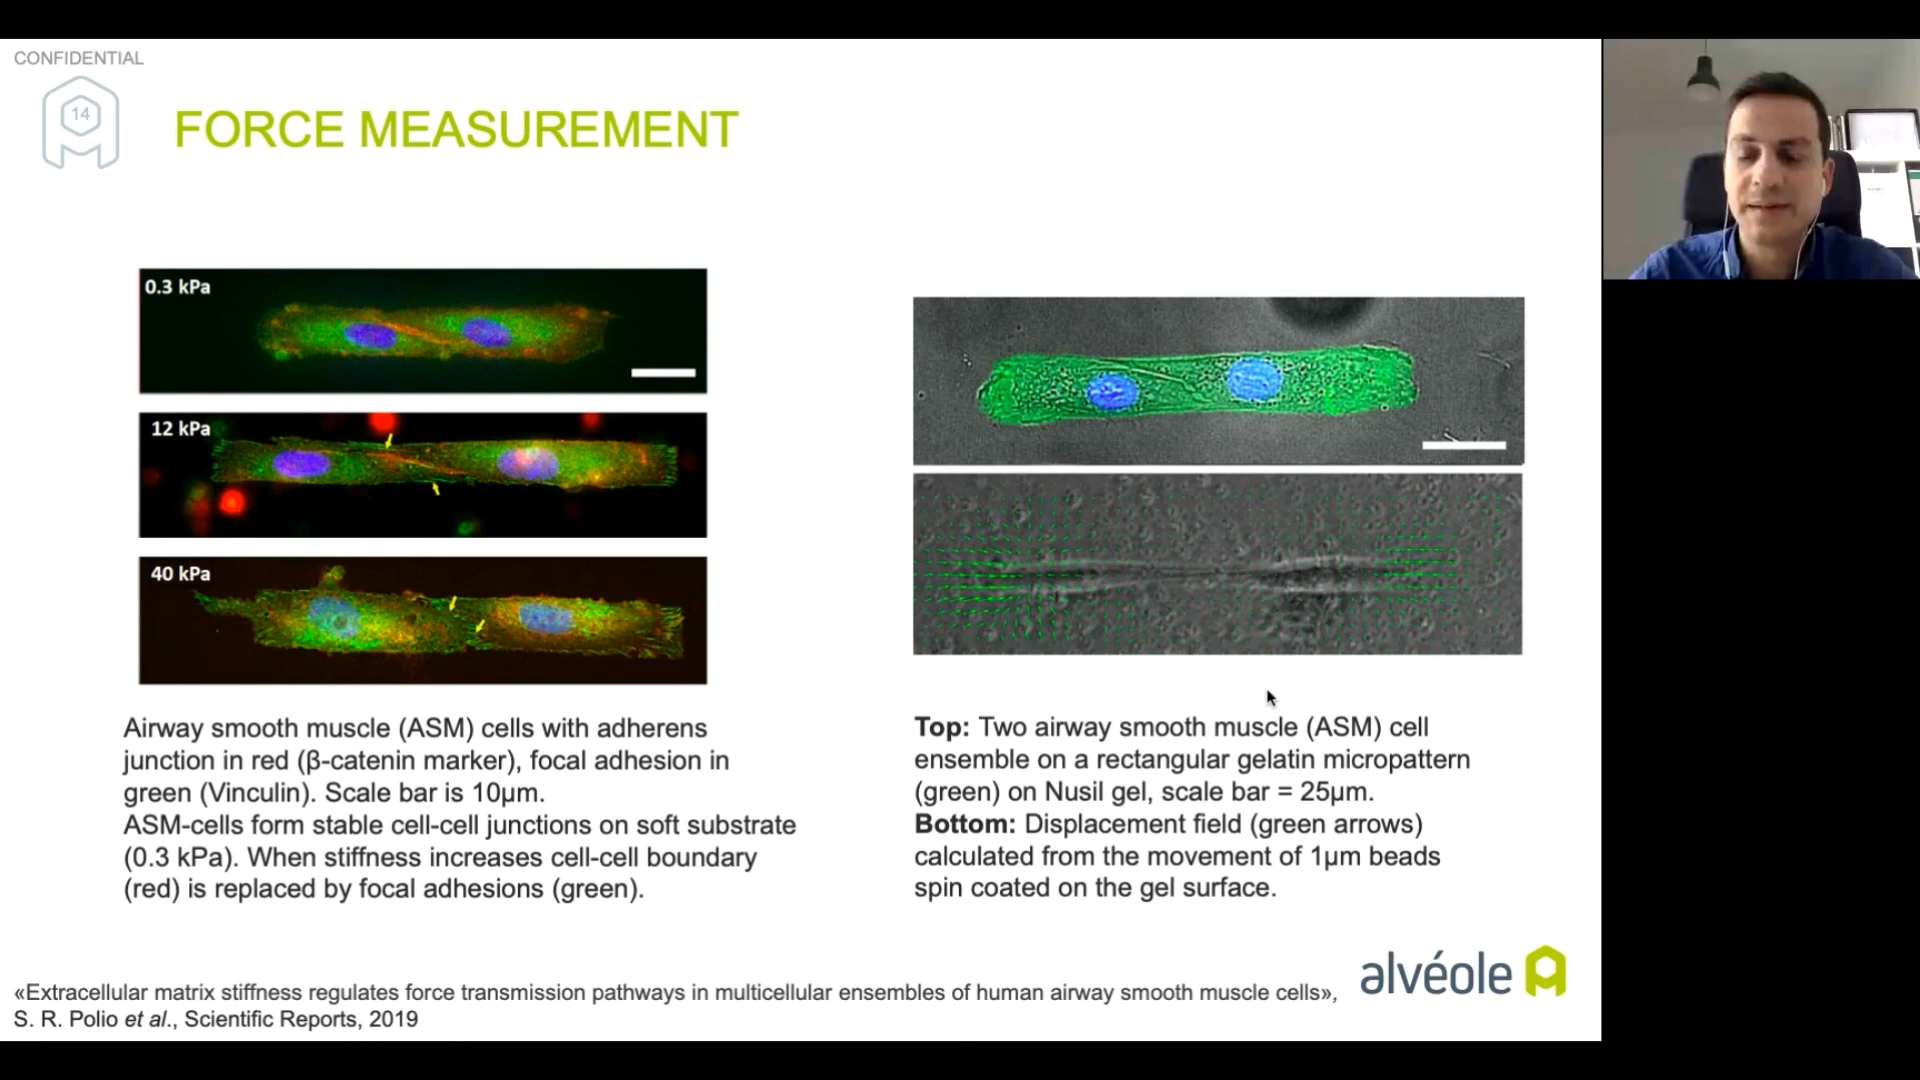 CONFIDENTIAL
14
FORCE MEASUREMENT
0.3 kPa
12 kPa
40 kPa
Airway smooth muscle (ASM) cells with adherens
junction in red (β-catenin marker), focal adhesion in
green (Vinculin). Scale bar is 10μm.
ASM-cells form stable cell-cell junctions on soft substrate
(0.3 kPa). When stiffness increases cell-cell boundary
(red) is replaced by focal adhesions (green).
Top: Two airway smooth muscle (ASM) cell
ensemble on a rectangular gelatin micropattern
(green) on Nusil gel, scale bar = 25μm.
Bottom: Displacement field (green arrows)
calculated from the movement of 1μm beads
spin coated on the gel surface.
alvéole
«Extracellular matrix stiffness regulates force transmission pathways in multicellular ensembles of human airway smooth muscle cells»,
S. R. Polio et al., Scientific Reports, 2019